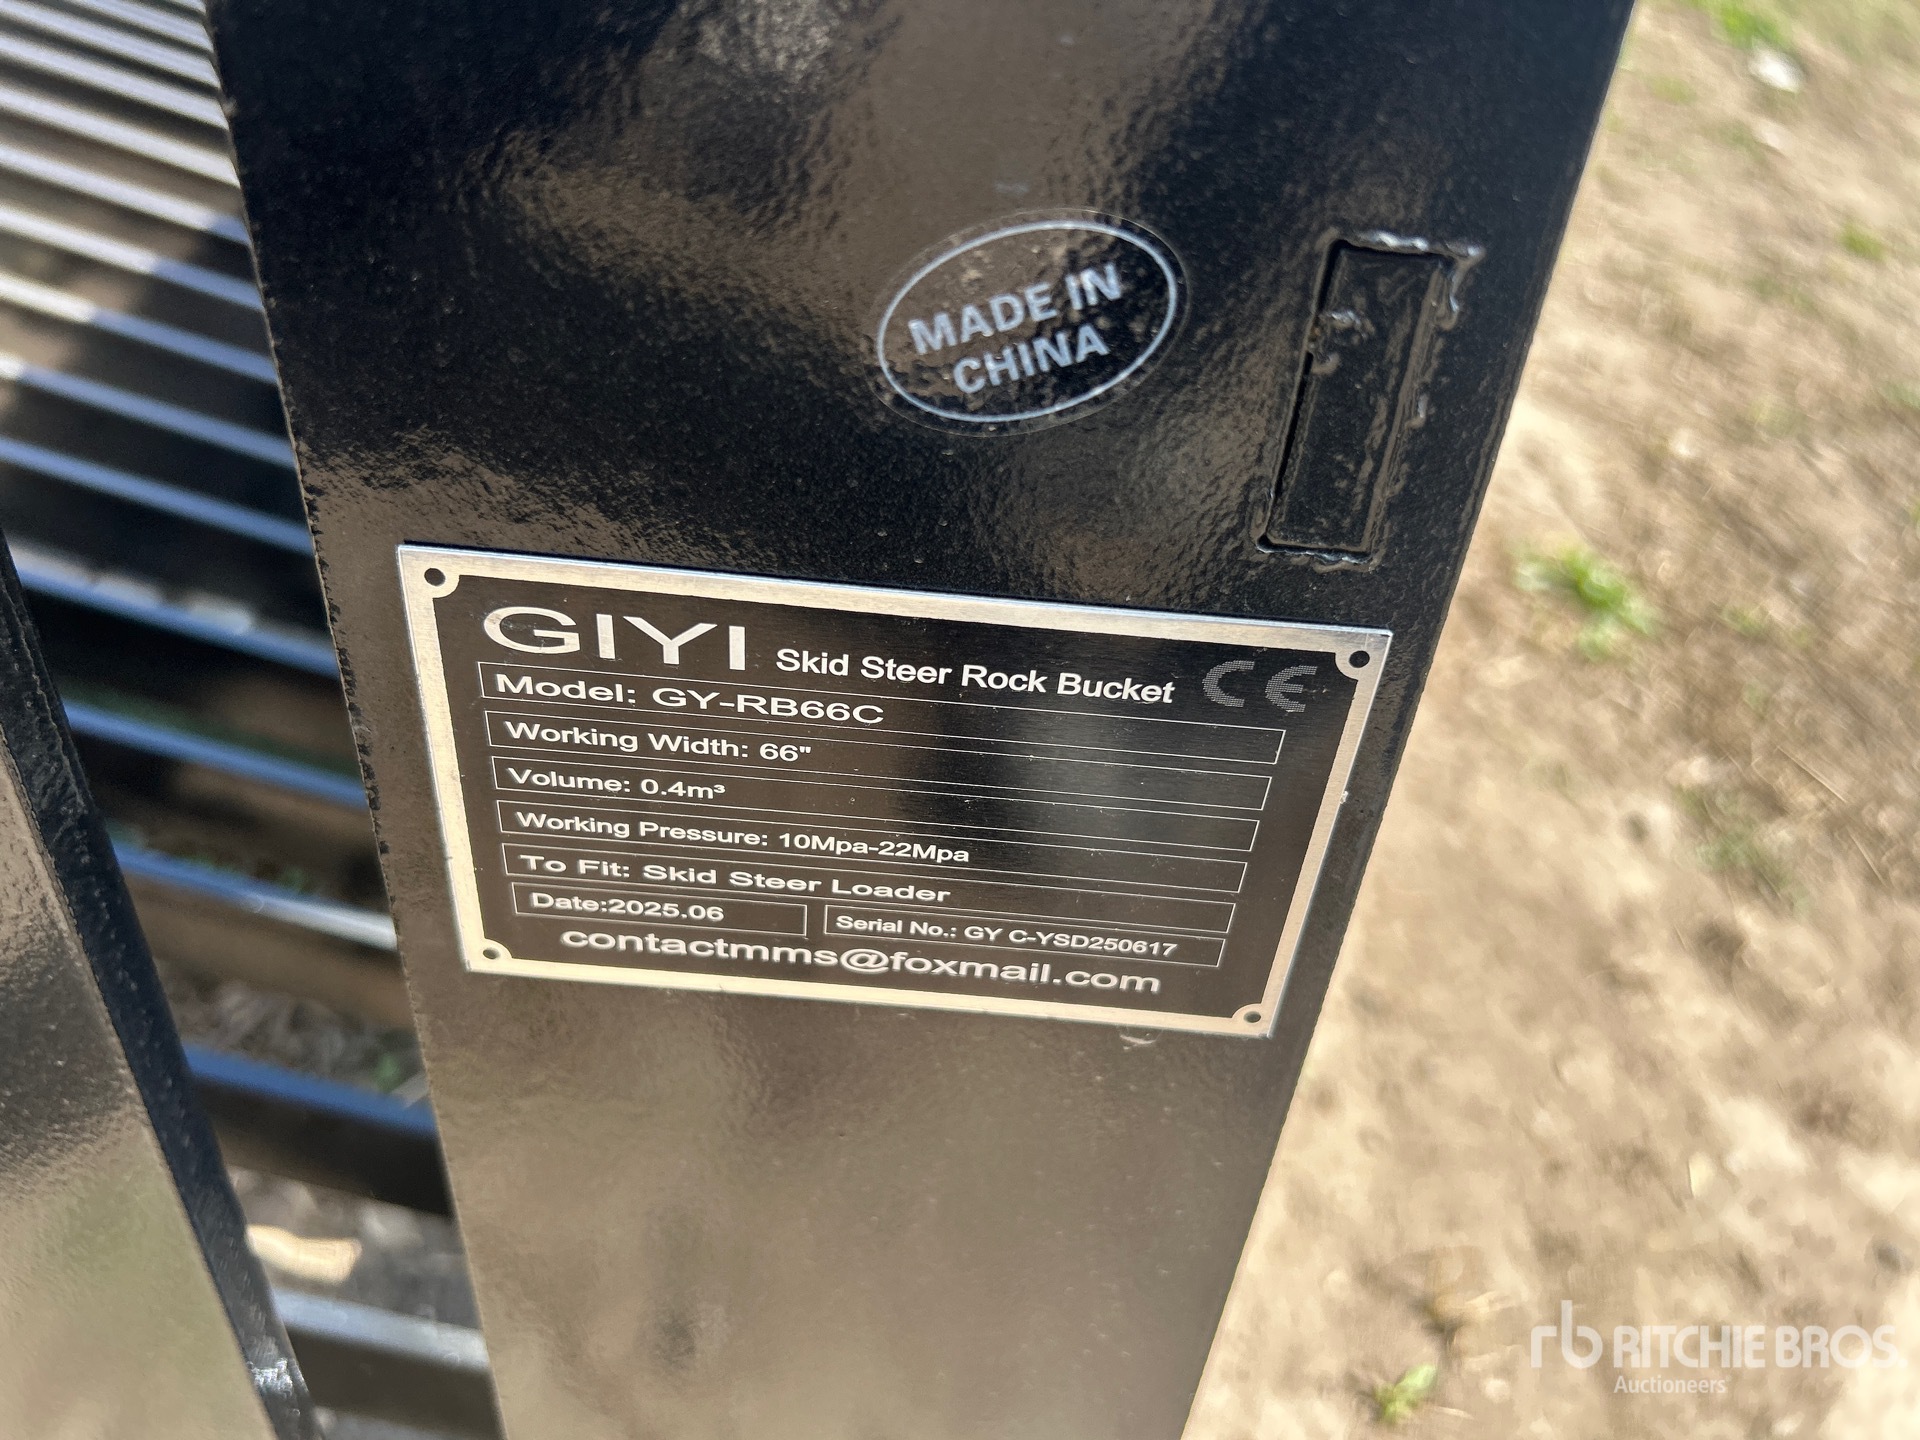 MADE IN
CHINA
GIYI Skid Steer Rock Bucket CE
Model: GY-RB66C
Working Width: 66"
Volume: 0.4m³
Working Pressure: 10Mpa-22Mpa
To Fit: Skid Steer Loader
Date:2025.06 Serial No.: GY C-YSD250617
contactmms@foxmail.com
rb RITCHIE BROS.
Auctioneers